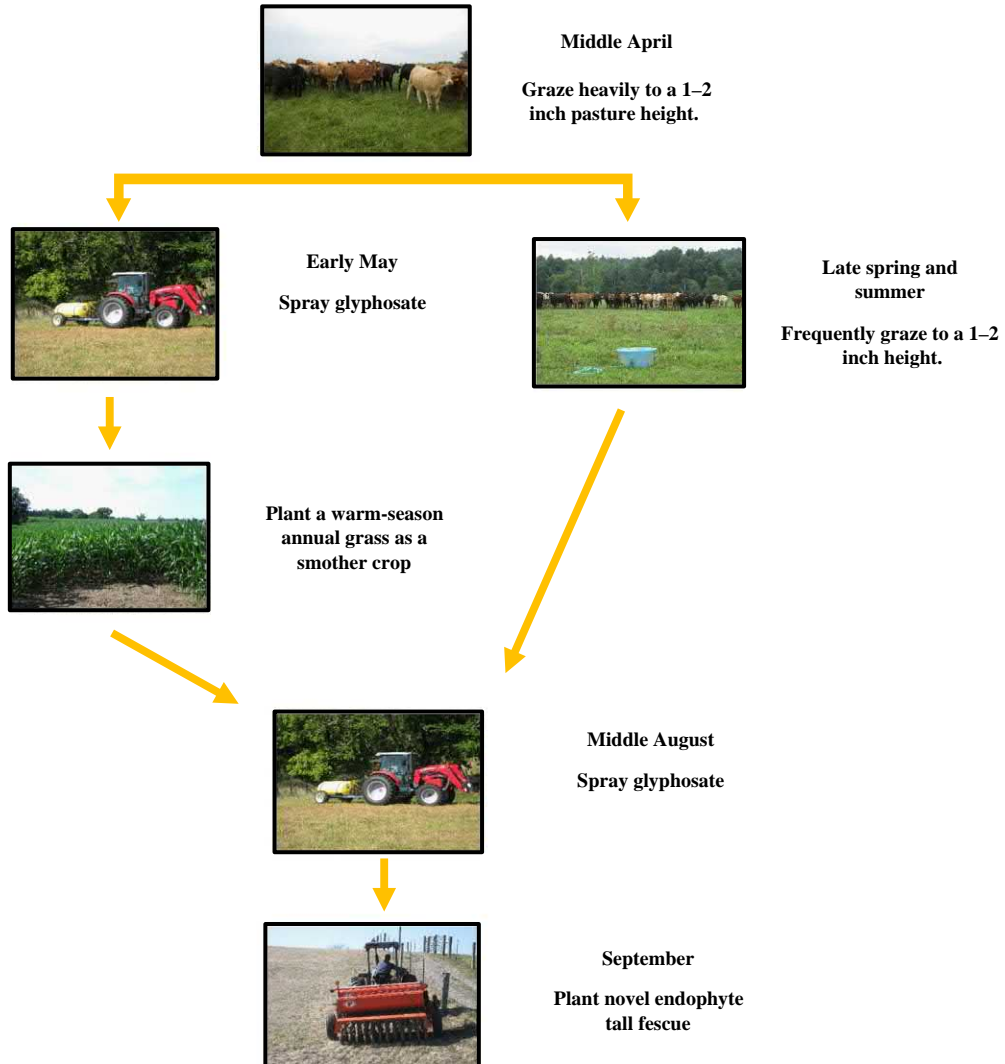 Middle April
Graze heavily to a 1–2
inch pasture height.
Early May
Spray glyphosate
Late spring and
summer
Frequently graze to a 1–2
inch height.
Plant a warm-season
annual grass as a
smother crop
Middle August
Spray glyphosate
September
Plant novel endophyte
tall fescue